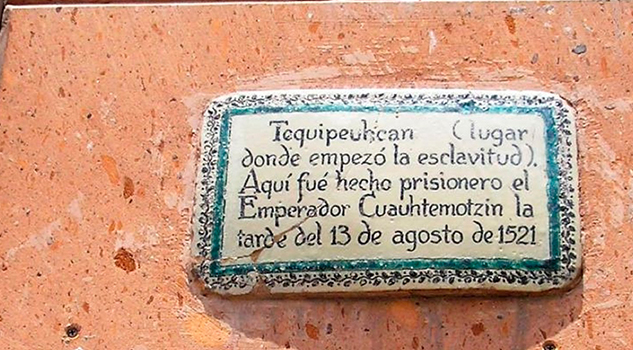 Tequipeuhcan (lugar
donde empezó la esclavitud).
Aquí fué hecho prisionero el
Emperador Cuauhtemotzin la
tarde del 13 de agosto de 1521